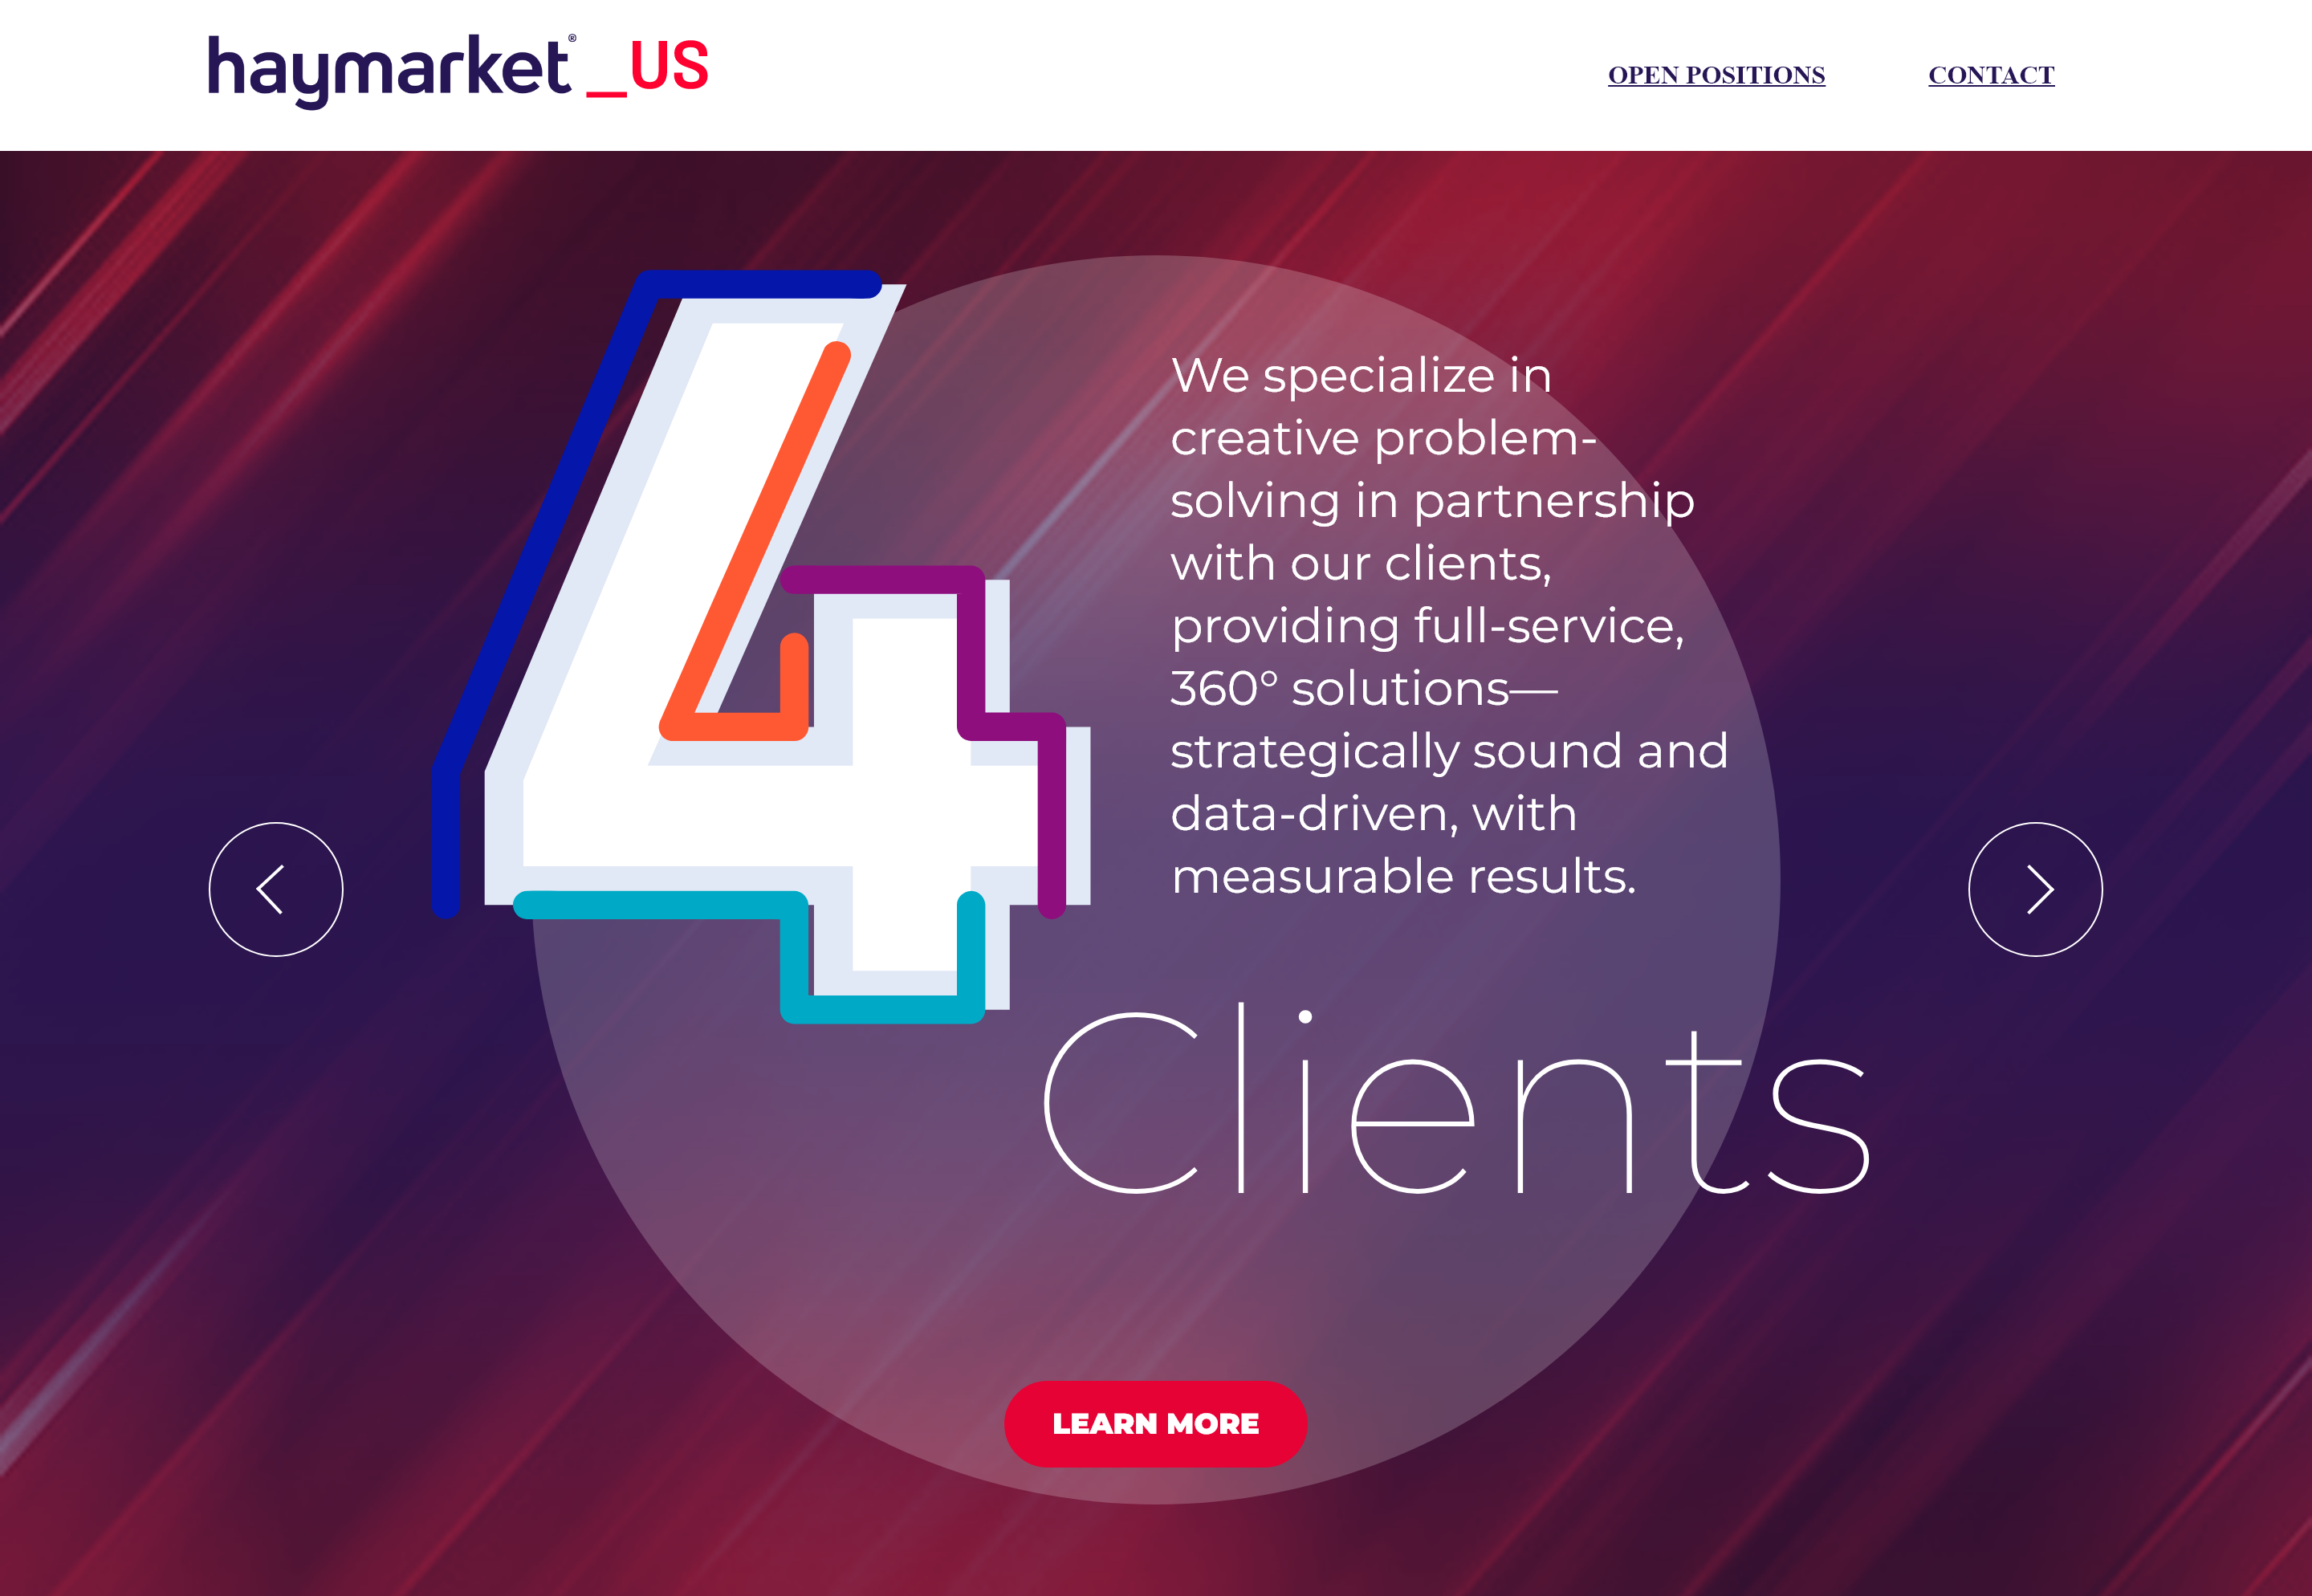 haymarket® _US
OPEN POSITIONS
CONTACT
4
We specialize in
creative problem-
solving in partnership
with our clients,
providing full-service,
360° solutions—
strategically sound and
data-driven, with
measurable results.
Clients
LEARN MORE